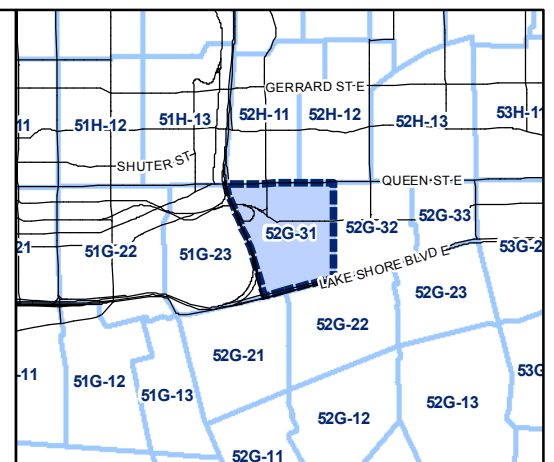 GERRARD ST E
11
51H-12
51H-13
52H-11
52H-12
52H-13
53H-11
SHUTER ST
QUEEN ST E
21
51G-22
51G-23
52G-31
52G-32
52G-33
53G-2
LAKE SHORE BLVD E
52G-23
52G-22
52G-21
-11
51G-12
51G-13
53G
52G-12
52G-13
52G-11